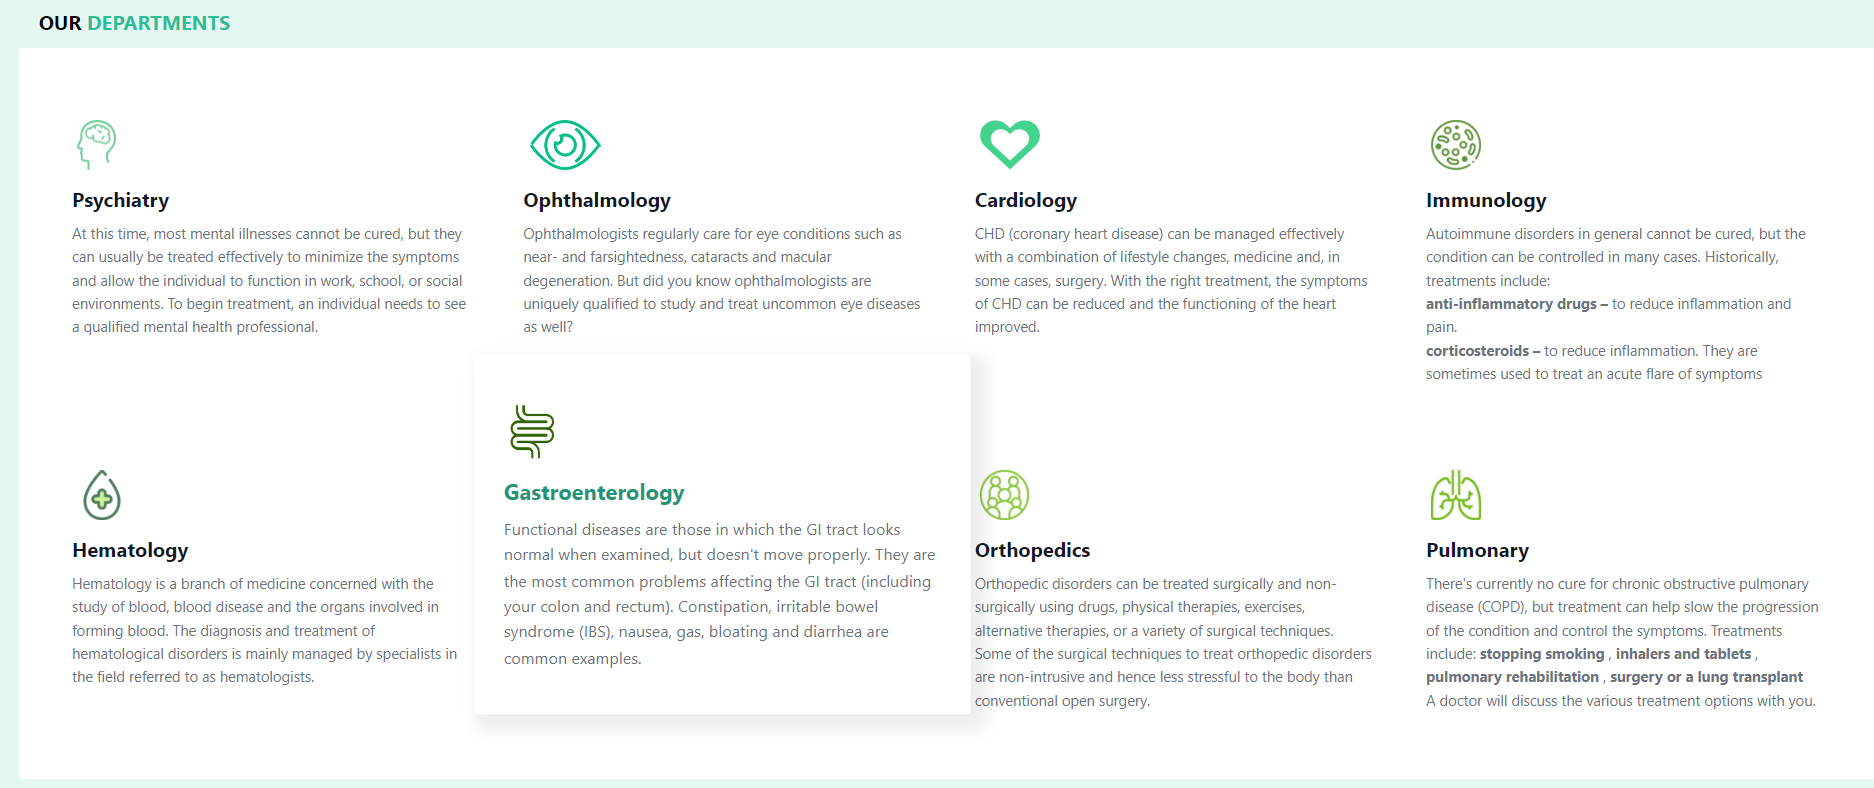 OUR DEPARTMENTS
Psychiatry
At this time, most mental illnesses cannot be cured, but they
can usually be treated effectively to minimize the symptoms
and allow the individual to function in work, school, or social
environments. To begin treatment, an individual needs to see
a qualified mental health professional.
Ophthalmology
Ophthalmologists regularly care for eye conditions such as
near- and farsightedness, cataracts and macular
degeneration. But did you know ophthalmologists are
uniquely qualified to study and treat uncommon eye diseases
as well?
Cardiology
CHD (coronary heart disease) can be managed effectively
with a combination of lifestyle changes, medicine and, in
some cases, surgery. With the right treatment, the symptoms
of CHD can be reduced and the functioning of the heart
improved.
Immunology
Autoimmune disorders in general cannot be cured, but the
condition can be controlled in many cases. Historically,
treatments include:
anti-inflammatory drugs – to reduce inflammation and
pain.
corticosteroids – to reduce inflammation. They are
sometimes used to treat an acute flare of symptoms
Hematology
Hematology is a branch of medicine concerned with the
study of blood, blood disease and the organs involved in
forming blood. The diagnosis and treatment of
hematological disorders is mainly managed by specialists in
the field referred to as hematologists.
Gastroenterology
Functional diseases are those in which the GI tract looks
normal when examined, but doesn't move properly. They are
the most common problems affecting the GI tract (including
your colon and rectum). Constipation, irritable bowel
syndrome (IBS), nausea, gas, bloating and diarrhea are
common examples.
Orthopedics
Orthopedic disorders can be treated surgically and non-
surgically using drugs, physical therapies, exercises,
alternative therapies, or a variety of surgical techniques.
Some of the surgical techniques to treat orthopedic disorders
are non-intrusive and hence less stressful to the body than
conventional open surgery.
Pulmonary
There's currently no cure for chronic obstructive pulmonary
disease (COPD), but treatment can help slow the progression
of the condition and control the symptoms. Treatments
include: stopping smoking , inhalers and tablets ,
pulmonary rehabilitation , surgery or a lung transplant
A doctor will discuss the various treatment options with you.